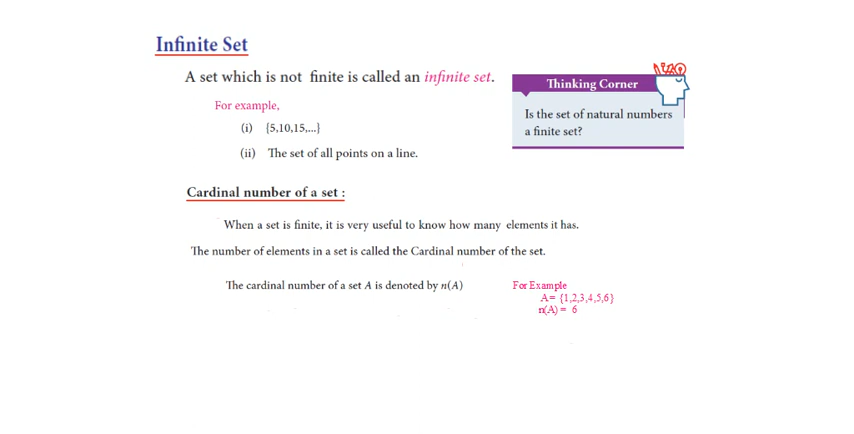 Infinite Set
A set which is not finite is called an infinite set.
For example,
(i) {5,10,15,...}
(ii) The set of all points on a line.
Thinking Corner
Is the set of natural numbers
a finite set?
Cardinal number of a set :
When a set is finite, it is very useful to know how many elements it has.
The number of elements in a set is called the Cardinal number of the set.
The cardinal number of a set A is denoted by n(A)
For Example
A= {1,2,3,4,5,6}
n(A) = 6